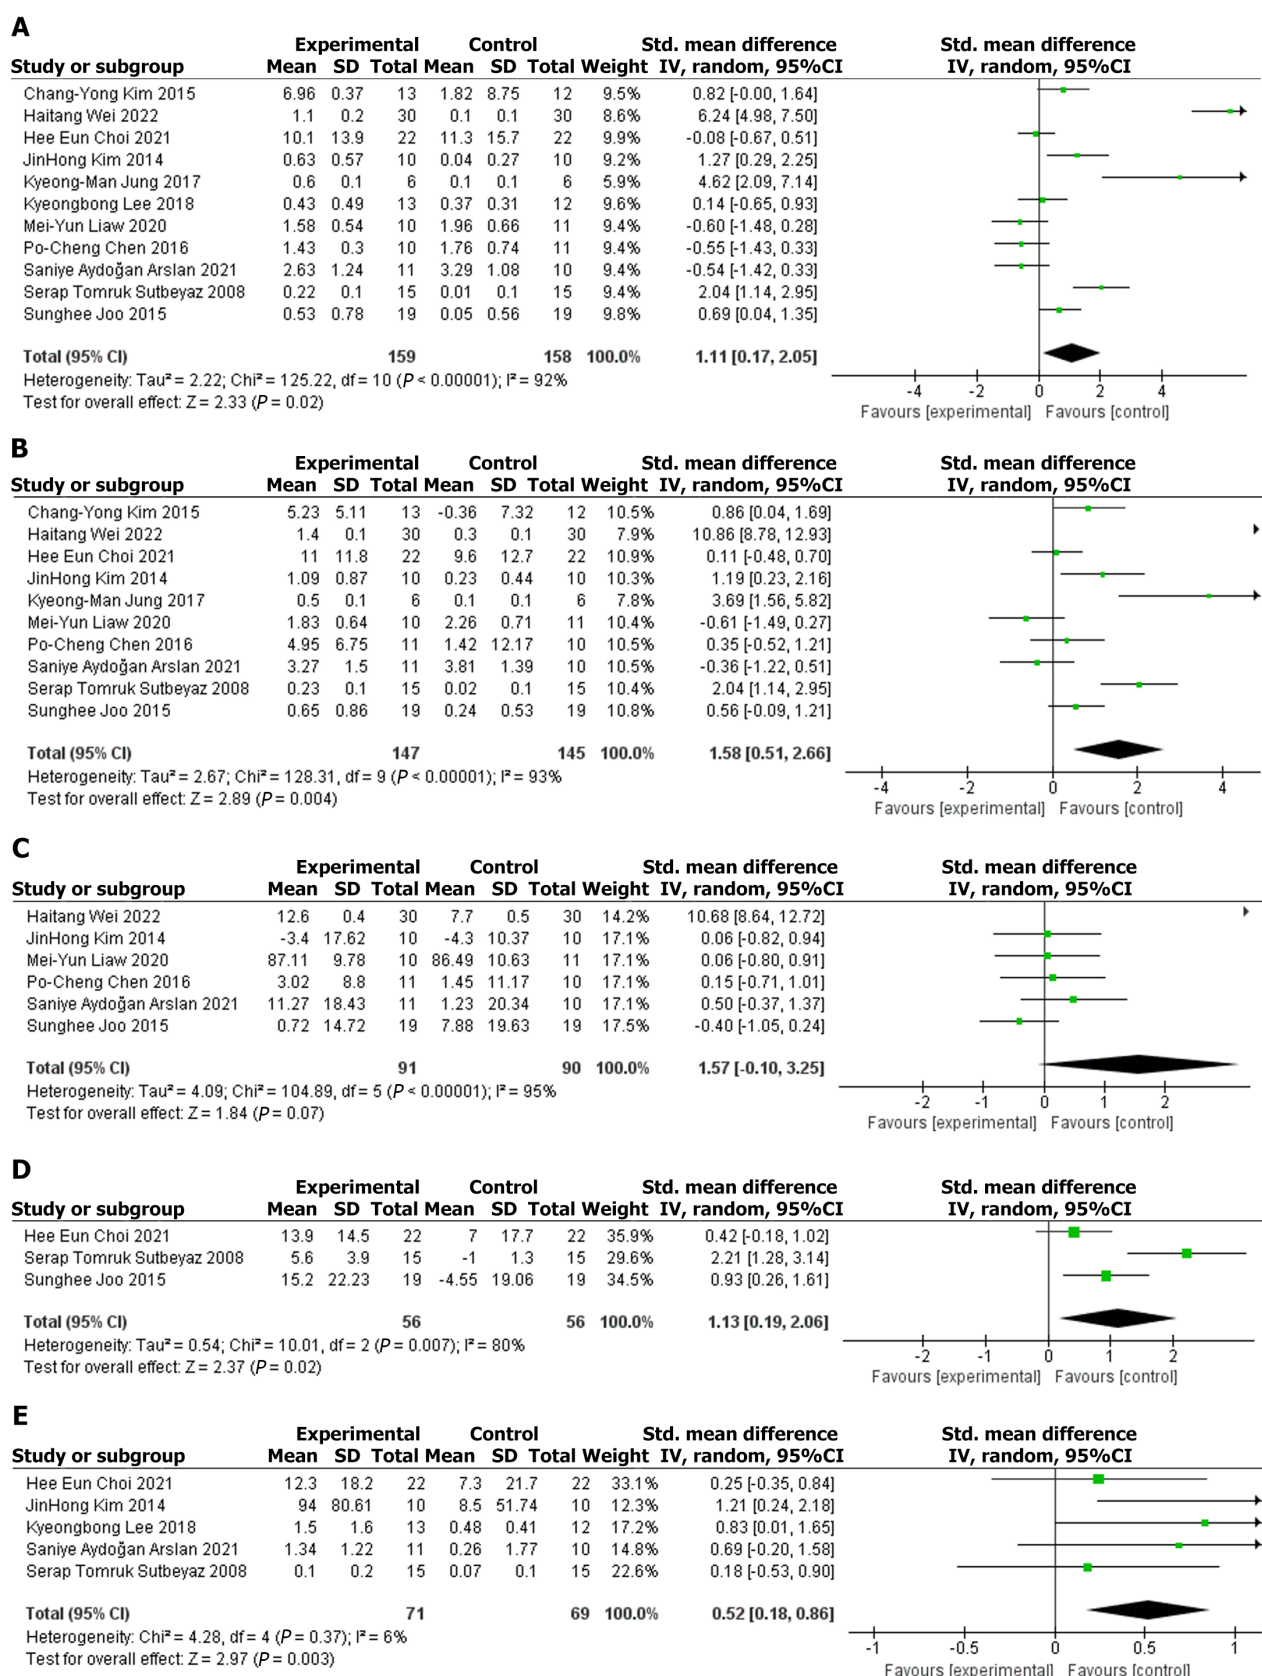 A
Experimental Control Std. mean difference Std. mean difference
Study or subgroup Mean SD Total Mean SD Total Weight IV, random, 95%CI IV, random, 95%CI
Chang-Yong Kim 2015 6.96 0.37 13 1.82 8.75 12 9.5% 0.82 [-0.00, 1.64]
Haitang Wei 2022 1.1 0.2 30 0.1 0.1 30 8.6% 6.24 [4.98, 7.50]
Hee Eun Choi 2021 10.1 13.9 22 11.3 15.7 22 9.9% -0.08 [-0.67, 0.51]
JinHong Kim 2014 0.63 0.57 10 0.04 0.27 10 9.2% 1.27 [0.29, 2.25]
Kyeong-Man Jung 2017 0.6 0.1 6 0.1 0.1 6 5.9% 4.62 [2.09, 7.14]
Kyeongbong Lee 2018 0.43 0.49 13 0.37 0.31 12 9.6% 0.14 [-0.65, 0.93]
Mei-Yun Liaw 2020 1.58 0.54 10 1.96 0.66 11 9.4% -0.60 [-1.48, 0.28]
Po-Cheng Chen 2016 1.43 0.3 10 1.76 0.74 11 9.4% -0.55 [-1.43, 0.33]
Saniye Aydoğan Arslan 2021 2.63 1.24 11 3.29 1.08 10 9.4% -0.54 [-1.42, 0.33]
Serap Tomruk Sutbeyaz 2008 0.22 0.1 15 0.01 0.1 15 9.4% 2.04 [1.14, 2.95]
Sunghee Joo 2015 0.53 0.78 19 0.05 0.56 19 9.8% 0.69 [0.04, 1.35]
Total (95% CI) 159 158 100.0% 1.11 [0.17, 2.05]
Heterogeneity: Tau² = 2.22; Chi² = 125.22, df = 10 (P < 0.00001); I² = 92%
Test for overall effect: Z = 2.33 (P = 0.02)
-4 -2 0 2 4
Favours [experimental] Favours [control]
B
Experimental Control Std. mean difference Std. mean difference
Study or subgroup Mean SD Total Mean SD Total Weight IV, random, 95%CI IV, random, 95%CI
Chang-Yong Kim 2015 5.23 5.11 13 -0.36 7.32 12 10.5% 0.86 [0.04, 1.69]
Haitang Wei 2022 1.4 0.1 30 0.3 0.1 30 7.9% 10.86 [8.78, 12.93]
Hee Eun Choi 2021 11 11.8 22 9.6 12.7 22 10.9% 0.11 [-0.48, 0.70]
JinHong Kim 2014 1.09 0.87 10 0.23 0.44 10 10.3% 1.19 [0.23, 2.16]
Kyeong-Man Jung 2017 0.5 0.1 6 0.1 0.1 6 7.8% 3.69 [1.56, 5.82]
Mei-Yun Liaw 2020 1.83 0.64 10 2.26 0.71 11 10.4% -0.61 [-1.49, 0.27]
Po-Cheng Chen 2016 4.95 6.75 11 1.42 12.17 10 10.5% 0.35 [-0.52, 1.21]
Saniye Aydoğan Arslan 2021 3.27 1.5 11 3.81 1.39 10 10.5% -0.36 [-1.22, 0.51]
Serap Tomruk Sutbeyaz 2008 0.23 0.1 15 0.02 0.1 15 10.4% 2.04 [1.14, 2.95]
Sunghee Joo 2015 0.65 0.86 19 0.24 0.53 19 10.8% 0.56 [-0.09, 1.21]
Total (95% CI) 147 145 100.0% 1.58 [0.51, 2.66]
Heterogeneity: Tau² = 2.67; Chi² = 128.31, df = 9 (P < 0.00001); I² = 93%
Test for overall effect: Z = 2.89 (P = 0.004)
-4 -2 0 2 4
Favours [experimental] Favours [control]
C
Experimental Control Std. mean difference Std. mean difference
Study or subgroup Mean SD Total Mean SD Total Weight IV, random, 95%CI IV, random, 95%CI
Haitang Wei 2022 12.6 0.4 30 7.7 0.5 30 14.2% 10.68 [8.64, 12.72]
JinHong Kim 2014 -3.4 17.62 10 -4.3 10.37 10 17.1% 0.06 [-0.82, 0.94]
Mei-Yun Liaw 2020 87.11 9.78 10 86.49 10.63 11 17.1% 0.06 [-0.80, 0.91]
Po-Cheng Chen 2016 3.02 8.8 11 1.45 11.17 10 17.1% 0.15 [-0.71, 1.01]
Saniye Aydoğan Arslan 2021 11.27 18.43 11 1.23 20.34 10 17.1% 0.50 [-0.37, 1.37]
Sunghee Joo 2015 0.72 14.72 19 7.88 19.63 19 17.5% -0.40 [-1.05, 0.24]
Total (95% CI) 91 90 100.0% 1.57 [-0.10, 3.25]
Heterogeneity: Tau² = 4.09; Chi² = 104.89, df = 5 (P < 0.00001); I² = 95%
Test for overall effect: Z = 1.84 (P = 0.07)
-2 -1 0 1 2
Favours [experimental] Favours [control]
D
Experimental Control Std. mean difference Std. mean difference
Study or subgroup Mean SD Total Mean SD Total Weight IV, random, 95%CI IV, random, 95%CI
Hee Eun Choi 2021 13.9 14.5 22 7 17.7 22 35.9% 0.42 [-0.18, 1.02]
Serap Tomruk Sutbeyaz 2008 5.6 3.9 15 -1 1.3 15 29.6% 2.21 [1.28, 3.14]
Sunghee Joo 2015 15.2 22.23 19 -4.55 19.06 19 34.5% 0.93 [0.26, 1.61]
Total (95% CI) 56 56 100.0% 1.13 [0.19, 2.06]
Heterogeneity: Tau² = 0.54; Chi² = 10.01, df = 2 (P = 0.007); I² = 80%
Test for overall effect: Z = 2.37 (P = 0.02)
-2 -1 0 1 2
Favours [experimental] Favours [control]
E
Experimental Control Std. mean difference Std. mean difference
Study or subgroup Mean SD Total Mean SD Total Weight IV, random, 95%CI IV, random, 95%CI
Hee Eun Choi 2021 12.3 18.2 22 7.3 21.7 22 33.1% 0.25 [-0.35, 0.84]
JinHong Kim 2014 94 80.61 10 8.5 51.74 10 12.3% 1.21 [0.24, 2.18]
Kyeongbong Lee 2018 1.5 1.6 13 0.48 0.41 12 17.2% 0.83 [0.01, 1.65]
Saniye Aydoğan Arslan 2021 1.34 1.22 11 0.26 1.77 10 14.8% 0.69 [-0.20, 1.58]
Serap Tomruk Sutbeyaz 2008 0.1 0.2 15 0.07 0.1 15 22.6% 0.18 [-0.53, 0.90]
Total (95% CI) 71 69 100.0% 0.52 [0.18, 0.86]
Heterogeneity: Chi² = 4.28, df = 4 (P = 0.37); I² = 6%
Test for overall effect: Z = 2.97 (P = 0.003)
-1 -0.5 0 0.5 1
Favours [experimental] Favours [control]